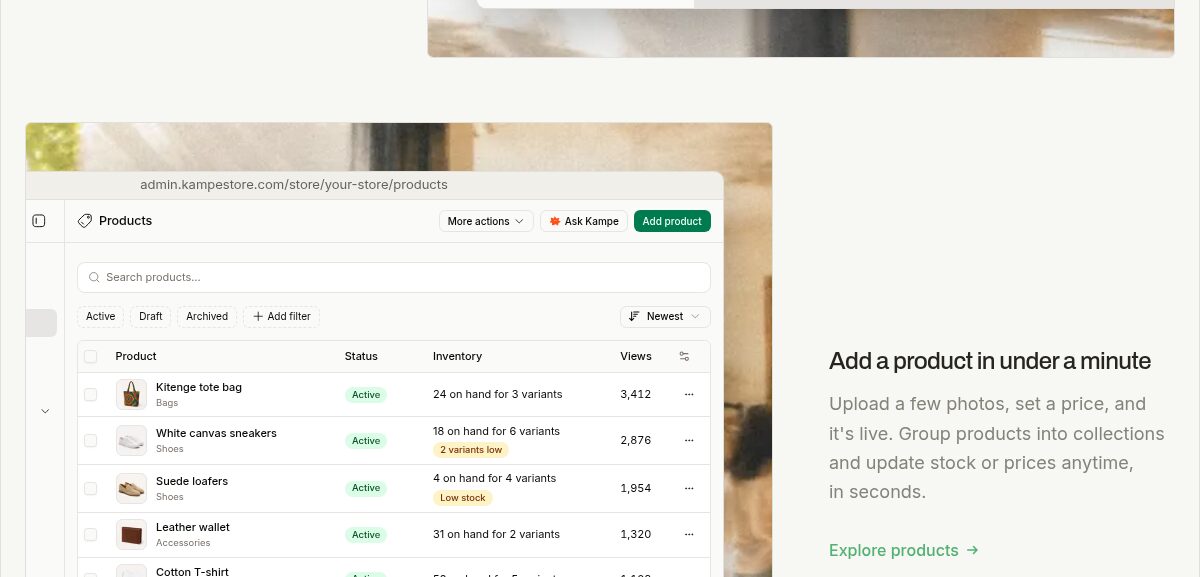 admin.kampestore.com/store/your-store/products
Products
More actions
Ask Kampe
Add product
Search products...
Active
Draft
Archived
Add filter
Newest
Product Status Inventory Views
Kitenge tote bag
Bags
Active
24 on hand for 3 variants
3,412
White canvas sneakers
Shoes
Active
18 on hand for 6 variants
2 variants low
2,876
Suede loafers
Shoes
Active
4 on hand for 4 variants
Low stock
1,954
Leather wallet
Accessories
Active
31 on hand for 2 variants
1,320
Cotton T-shirt
Add a product in under a minute
Upload a few photos, set a price, and
it's live. Group products into collections
and update stock or prices anytime,
in seconds.
Explore products →